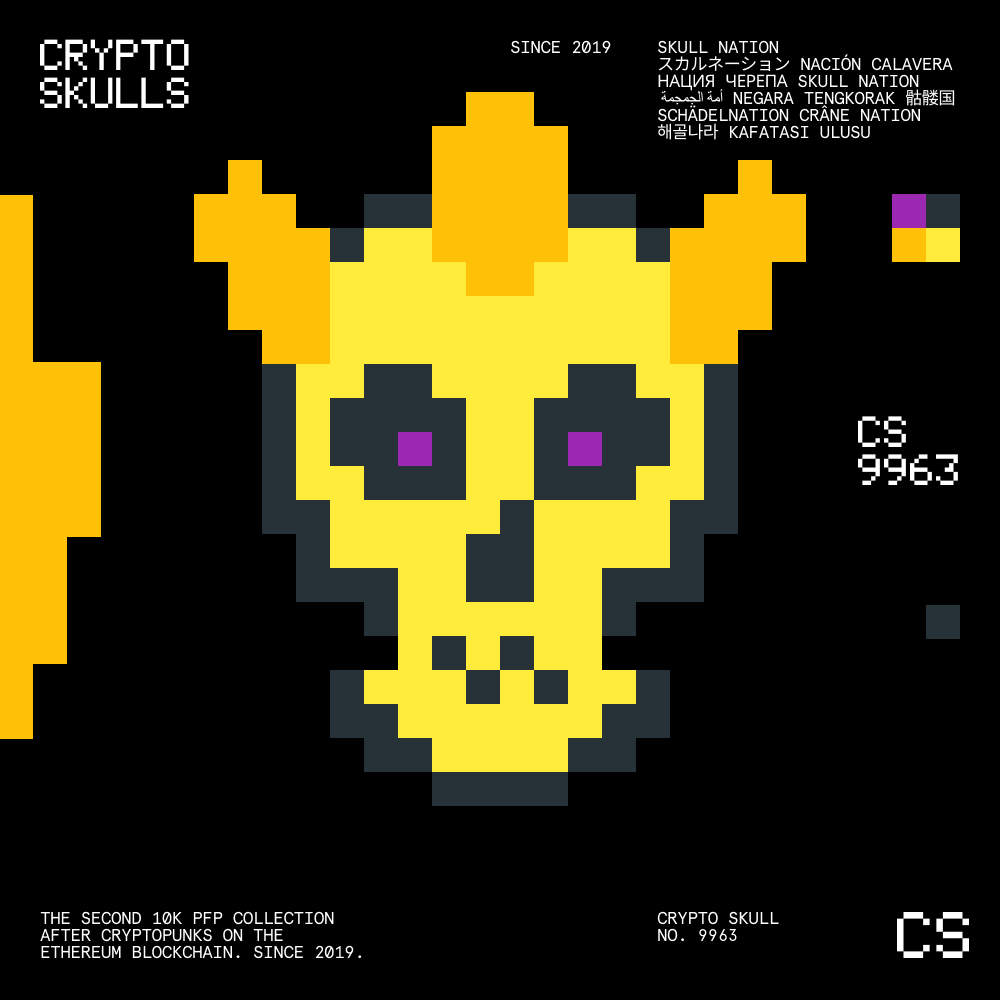 CRYPTO
SKULLS
SINCE 2019
SKULL NATION
スカルネーション NACIÓN CALAVERA
НАЦИЯ ЧЕРЕПА SKULL NATION
أمة الجمجمة NEGARA TENGKORAK 骷髅国
SCHÄDELNATION CRÂNE NATION
해골나라 KAFATASI ULUSU
CS
9963
THE SECOND 10K PFP COLLECTION
AFTER CRYPTOPUNKS ON THE
ETHEREUM BLOCKCHAIN. SINCE 2019.
CRYPTO SKULL
NO. 9963
CS